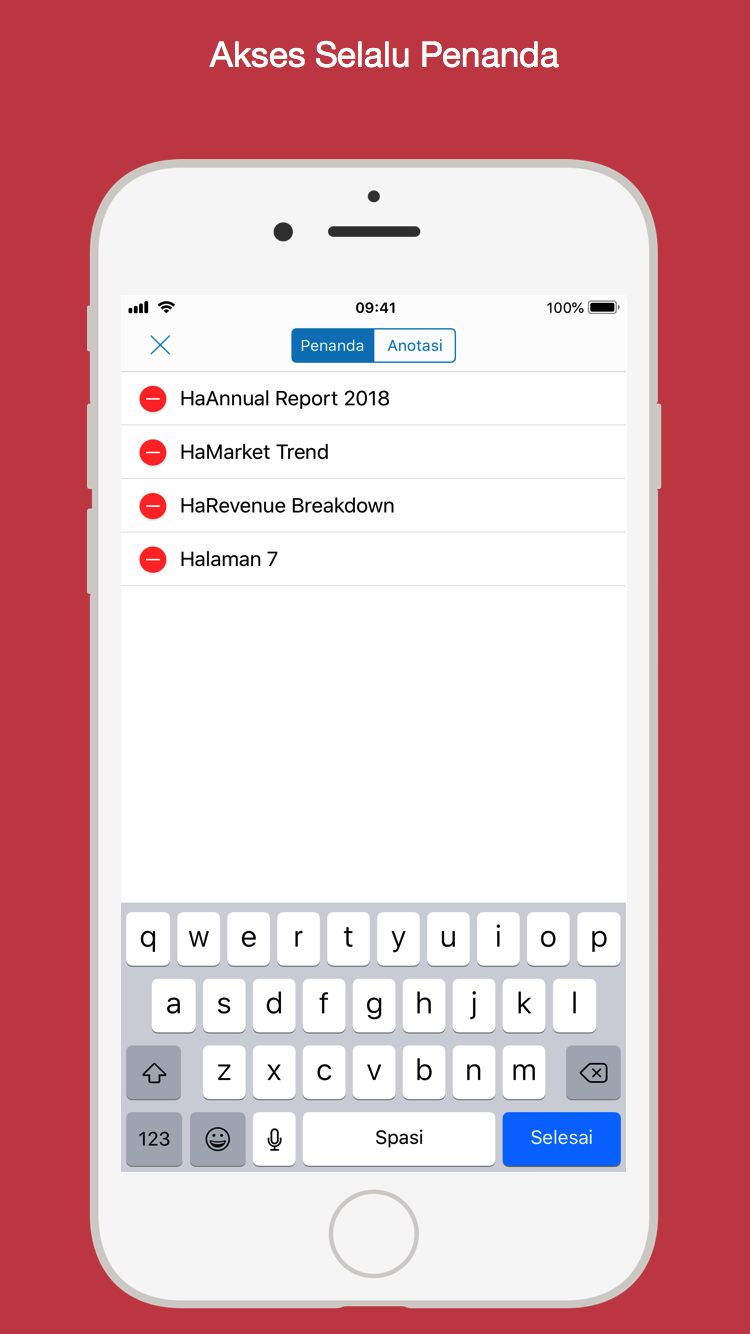 Akses Selalu Penanda
09:41
100%
Penanda Anotasi
HaAnnual Report 2018
HaMarket Trend
HaRevenue Breakdown
Halaman 7
q w e r t y u i o p
a s d f g h j k l
z x c v b n m
123 Spasi Selesai